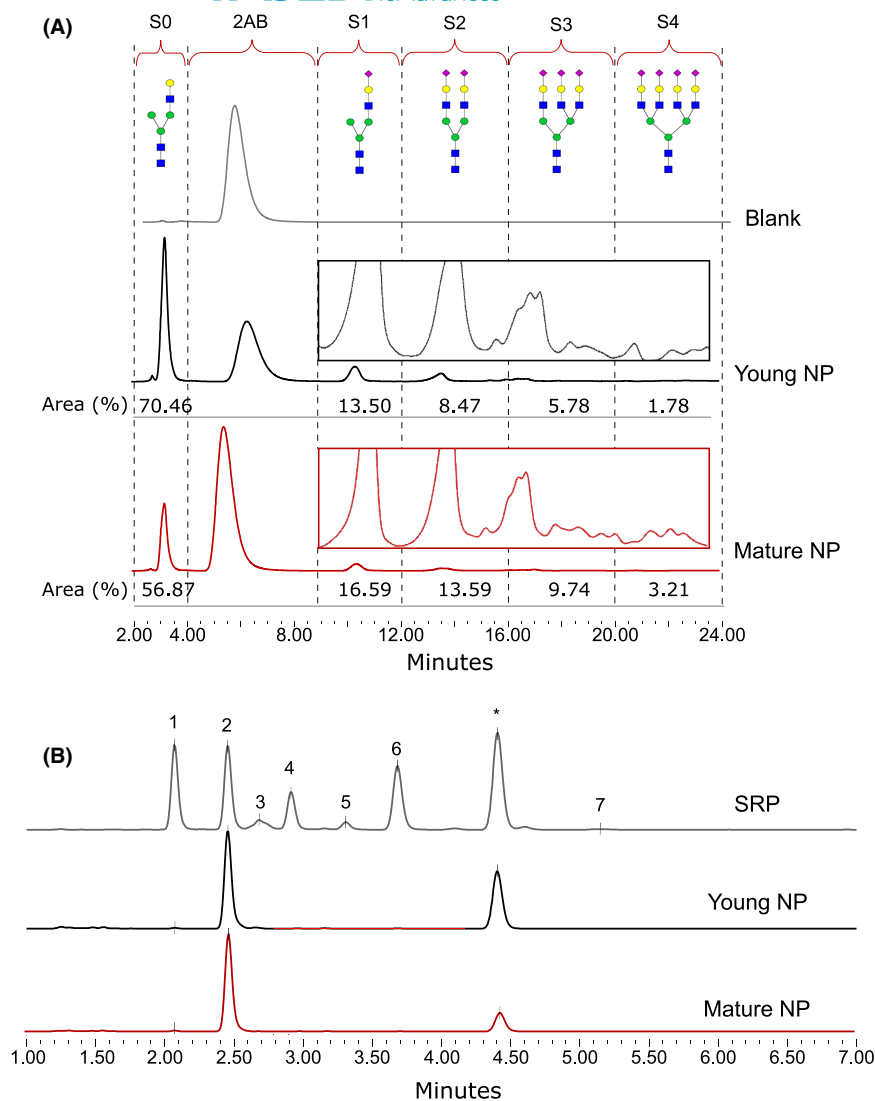 (A)
S0 2AB S1 S2 S3 S4
Blank
Young NP
Area (%) 70.46 13.50 8.47 5.78 1.78
Mature NP
Area (%) 56.87 16.59 13.59 9.74 3.21
2.00 4.00 8.00 12.00 16.00 20.00 24.00
Minutes
(B)
1 2 3 4 5 6 * 7
SRP
Young NP
Mature NP
1.00 1.50 2.00 2.50 3.00 3.50 4.00 4.50 5.00 5.50 6.00 6.50 7.00
Minutes